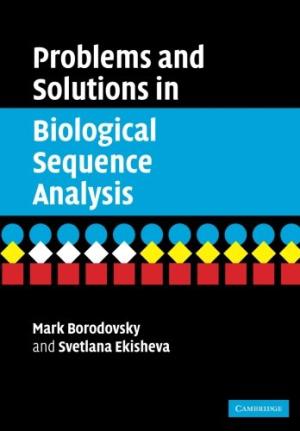 Problems and
Solutions in
Biological
Sequence
Analysis
Mark Borodovsky
and Svetlana Ekisheva
CAMBRIDGE